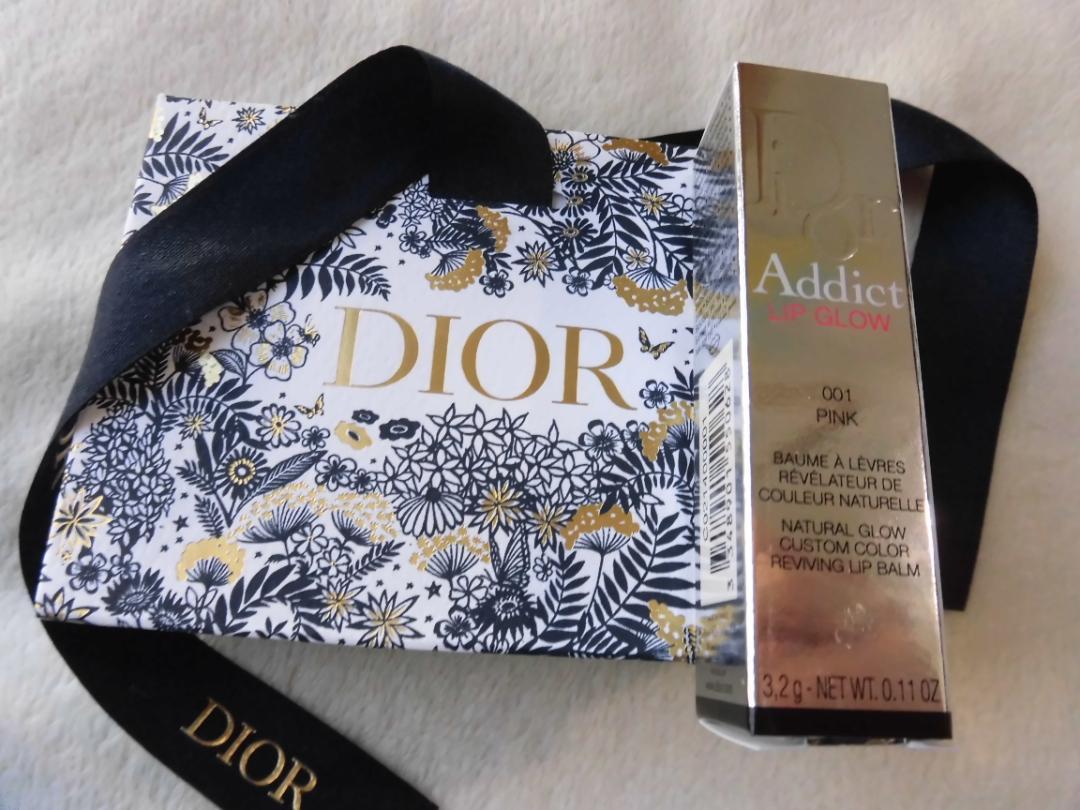 DIOR
DIOR
Dior
Addict
LIP GLOW
001
PINK
BAUME À LÈVRES
RÉVÉLATEUR DE
COULEUR NATURELLE
NATURAL GLOW
CUSTOM COLOR
REVIVING LIP BALM
3,2 g - NET WT. 0.11 OZ